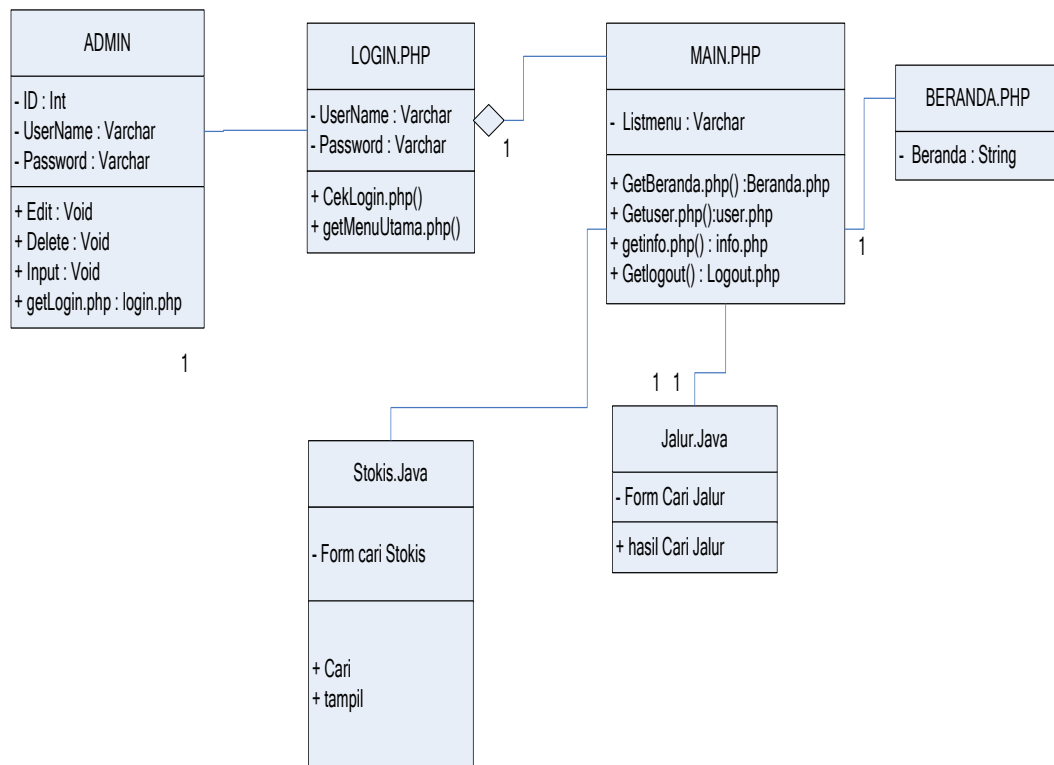 ADMIN
- ID : Int
- UserName : Varchar
- Password : Varchar
+ Edit : Void
+ Delete : Void
+ Input : Void
+ getLogin.php : login.php
1
LOGIN.PHP
- UserName : Varchar
- Password : Varchar
+ CekLogin.php()
+ getMenuUtama.php()
1
MAIN.PHP
- Listmenu : Varchar
+ GetBeranda.php() :Beranda.php
+ Getuser.php():user.php
+ getinfo.php() : info.php
+ Getlogout() : Logout.php
1
BERANDA.PHP
- Beranda : String
1 1
Stokis.Java
- Form cari Stokis
+ Cari
+ tampil
Jalur.Java
- Form Cari Jalur
+ hasil Cari Jalur